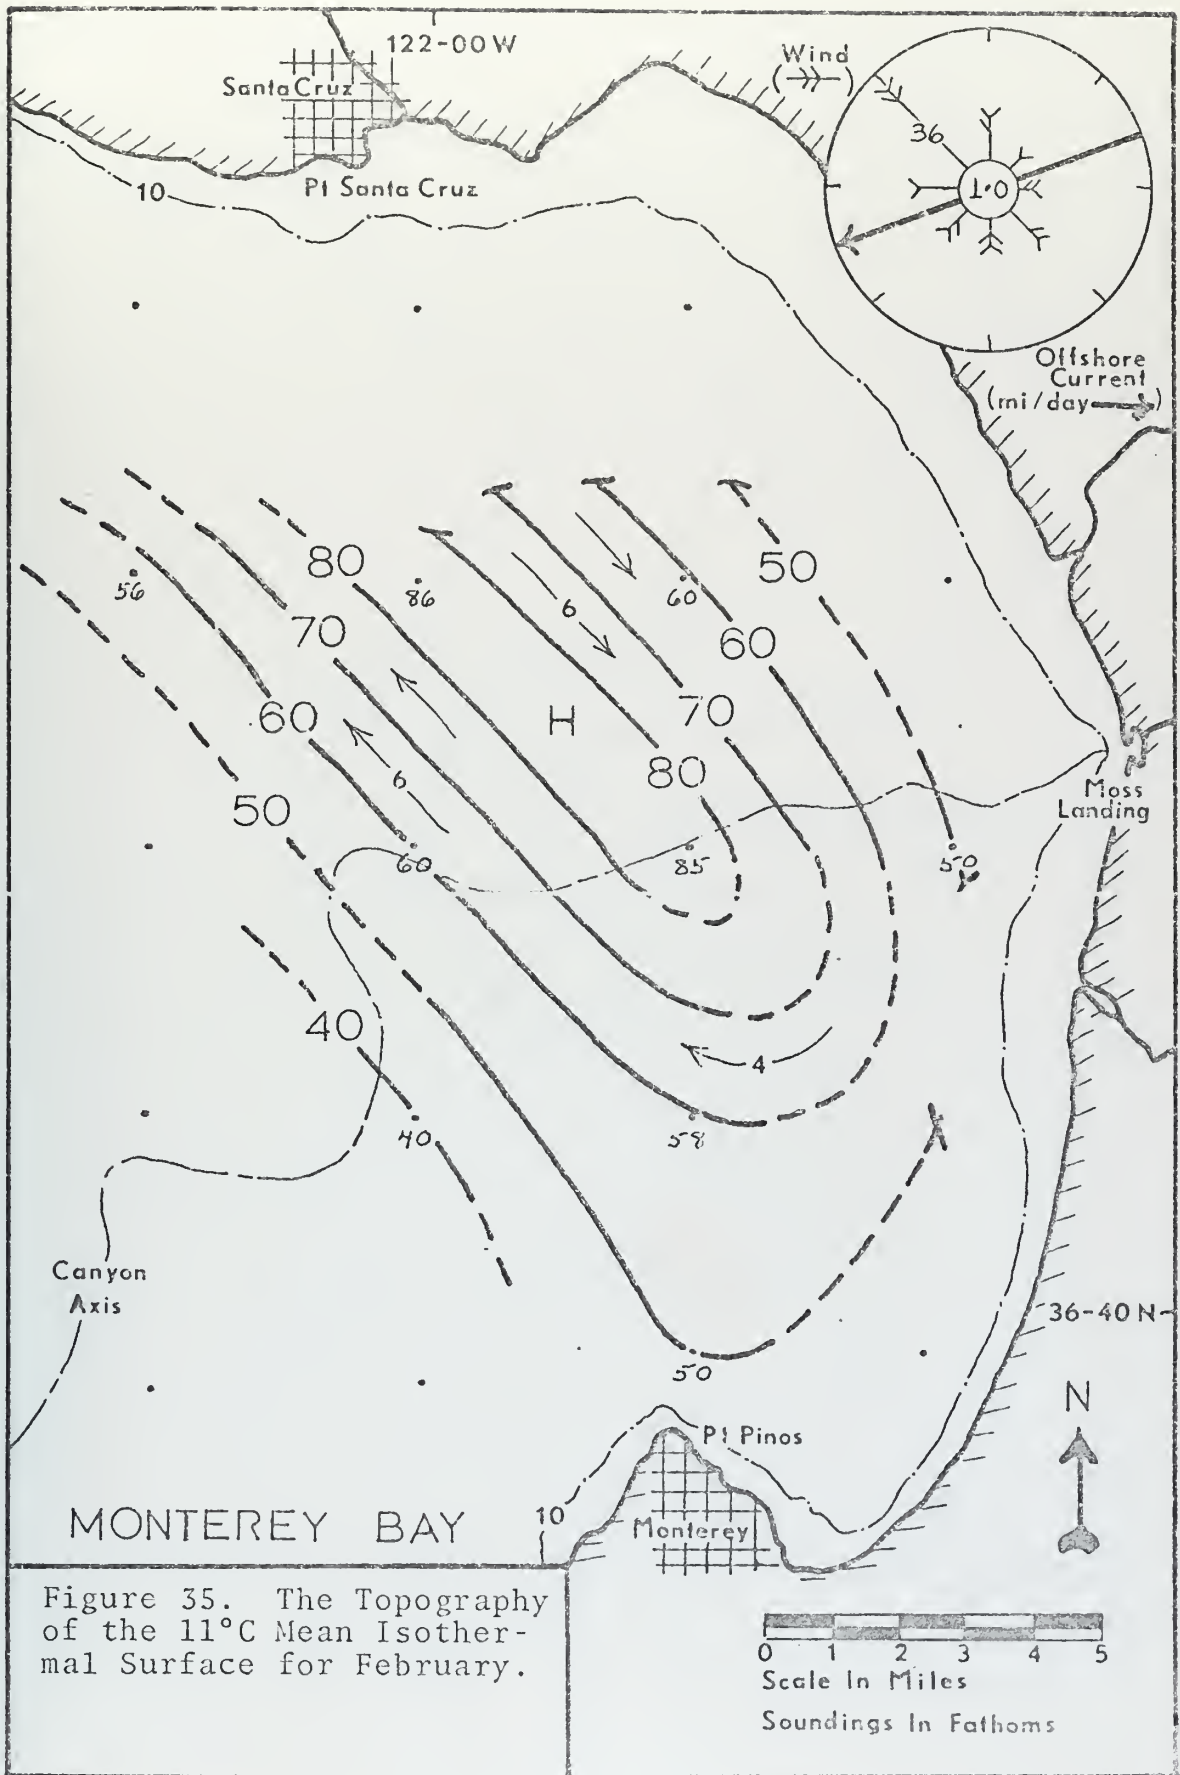 122-00 W
Wind
Santa Cruz
36
Pt Santa Cruz
10
1.0
Offshore
Current
(mi/day )
80
50
56
86
6
60
70
60
H
70
60
80
6
50
Moss
Landing
60
85
50
40
4
40
58
Canyon
Axis
36-40 N
50
N
Pt Pinos
10
MONTEREY BAY
Monterey
Figure 35. The Topography
of the 11°C Mean Isother-
mal Surface for February.
0 1 2 3 4 5
Scale In Miles
Soundings In Fathoms